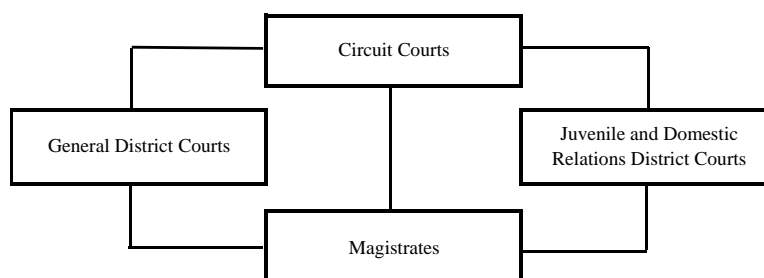 Circuit Courts
General District Courts
Juvenile and Domestic
Relations District Courts
Magistrates